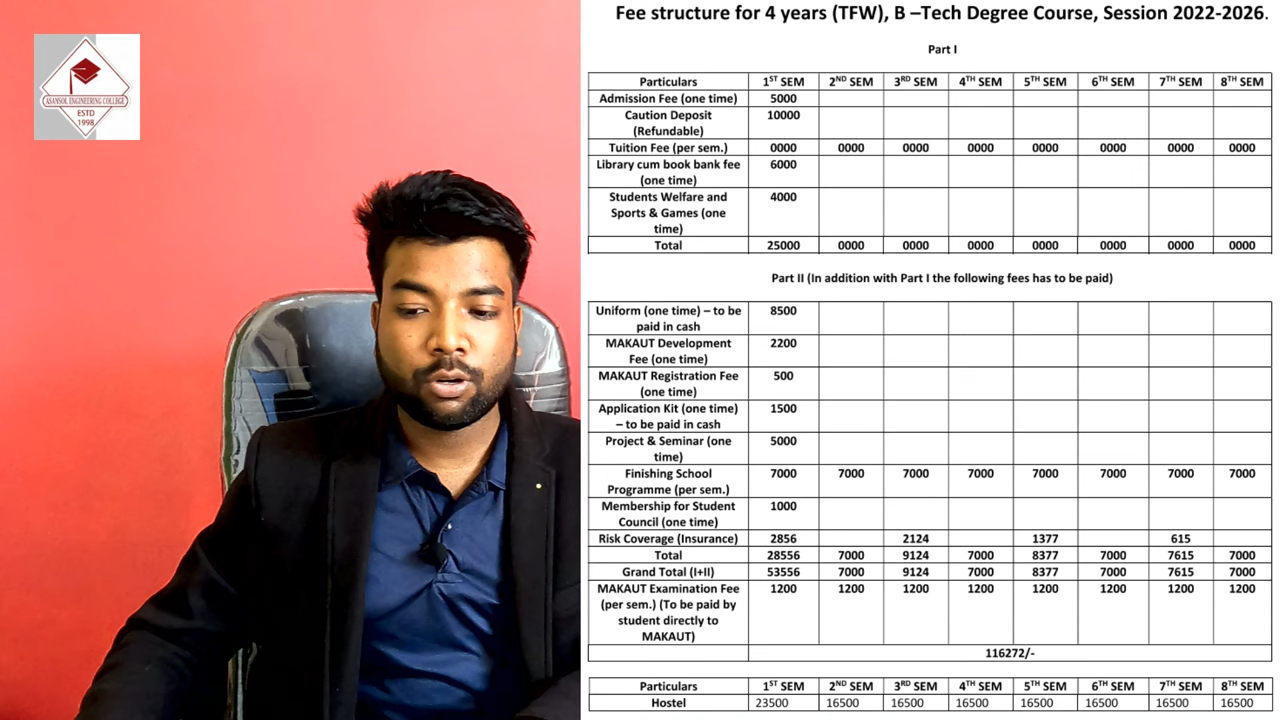 ASANSOL ENGINEERING COLLEGE
ESTD
1998
Fee structure for 4 years (TFW), B –Tech Degree Course, Session 2022-2026.
Part I
Particulars 1ST SEM 2ND SEM 3RD SEM 4TH SEM 5TH SEM 6TH SEM 7TH SEM 8TH SEM
Admission Fee (one time) 5000
Caution Deposit 10000
(Refundable)
Tuition Fee (per sem.) 0000 0000 0000 0000 0000 0000 0000 0000
Library cum book bank fee 6000
(one time)
Students Welfare and 4000
Sports & Games (one
time)
Total 25000 0000 0000 0000 0000 0000 0000 0000
Part II (In addition with Part I the following fees has to be paid)
Uniform (one time) – to be 8500
paid in cash
MAKAUT Development 2200
Fee (one time)
MAKAUT Registration Fee 500
(one time)
Application Kit (one time) 1500
– to be paid in cash
Project & Seminar (one 5000
time)
Finishing School 7000 7000 7000 7000 7000 7000 7000 7000
Programme (per sem.)
Membership for Student 1000
Council (one time)
Risk Coverage (Insurance) 2856 2124 1377 615
Total 28556 7000 9124 7000 8377 7000 7615 7000
Grand Total (I+II) 53556 7000 9124 7000 8377 7000 7615 7000
MAKAUT Examination Fee 1200 1200 1200 1200 1200 1200 1200 1200
(per sem.) (To be paid by
student directly to
MAKAUT)
116272/-
Particulars 1ST SEM 2ND SEM 3RD SEM 4TH SEM 5TH SEM 6TH SEM 7TH SEM 8TH SEM
Hostel 23500 16500 16500 16500 16500 16500 16500 16500